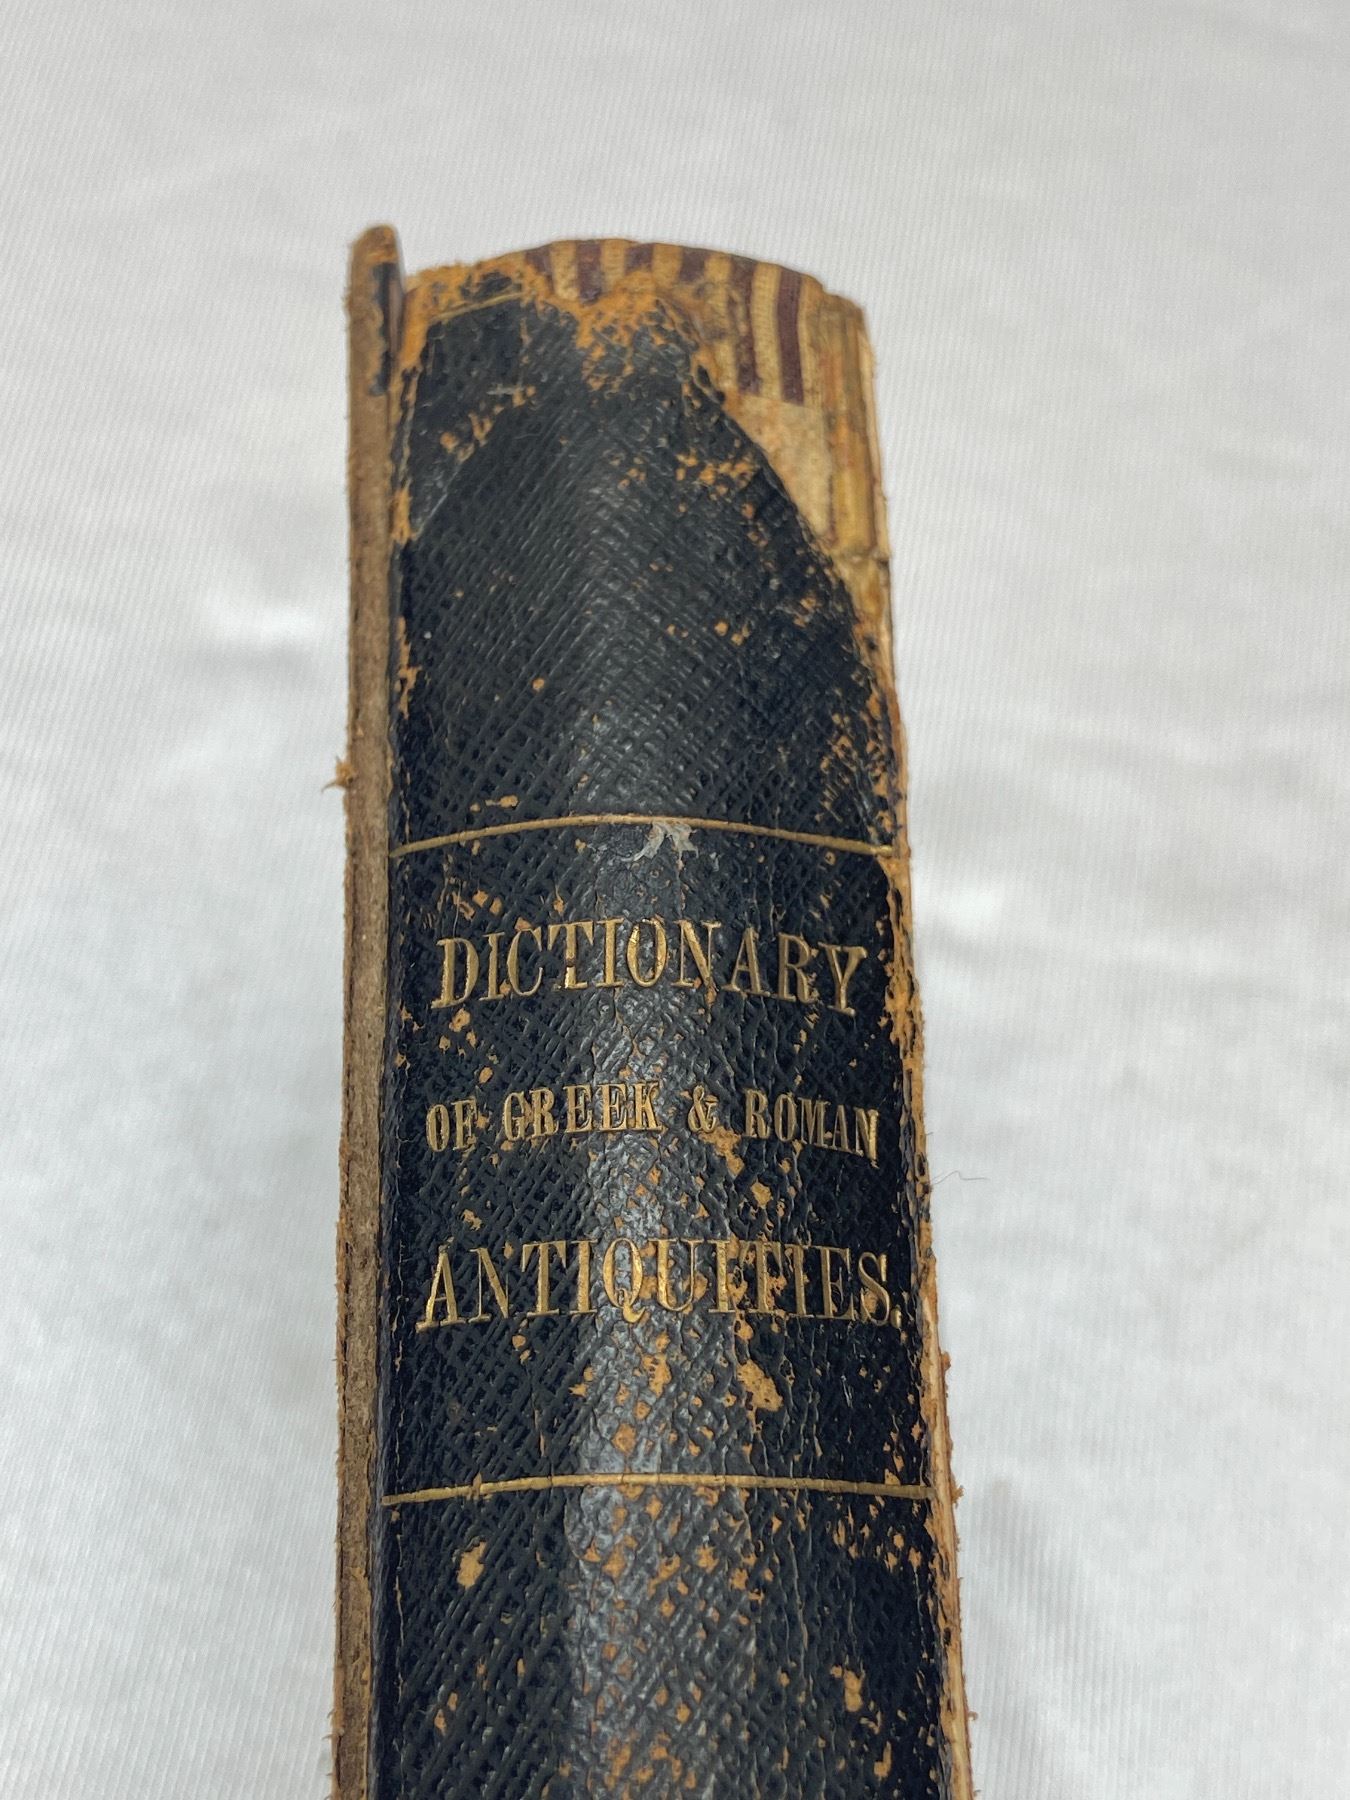 DICTIONARY
OF GREEK & ROMAN
ANTIQUITIES.